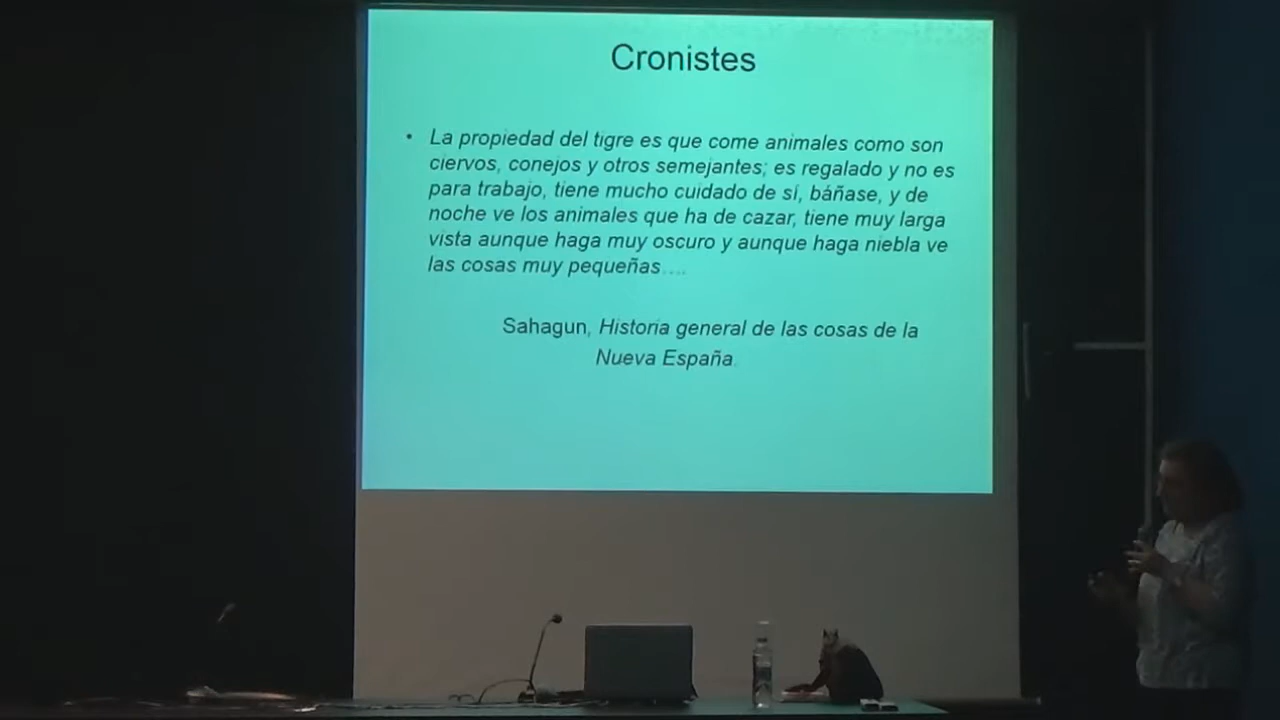 Cronistes
• La propiedad del tigre es que come animales como son
ciervos, conejos y otros semejantes; es regalado y no es
para trabajo, tiene mucho cuidado de sí, báñase, y de
noche ve los animales que ha de cazar, tiene muy larga
vista aunque haga muy oscuro y aunque haga niebla ve
las cosas muy pequeñas....
Sahagun, Historia general de las cosas de la
Nueva España.